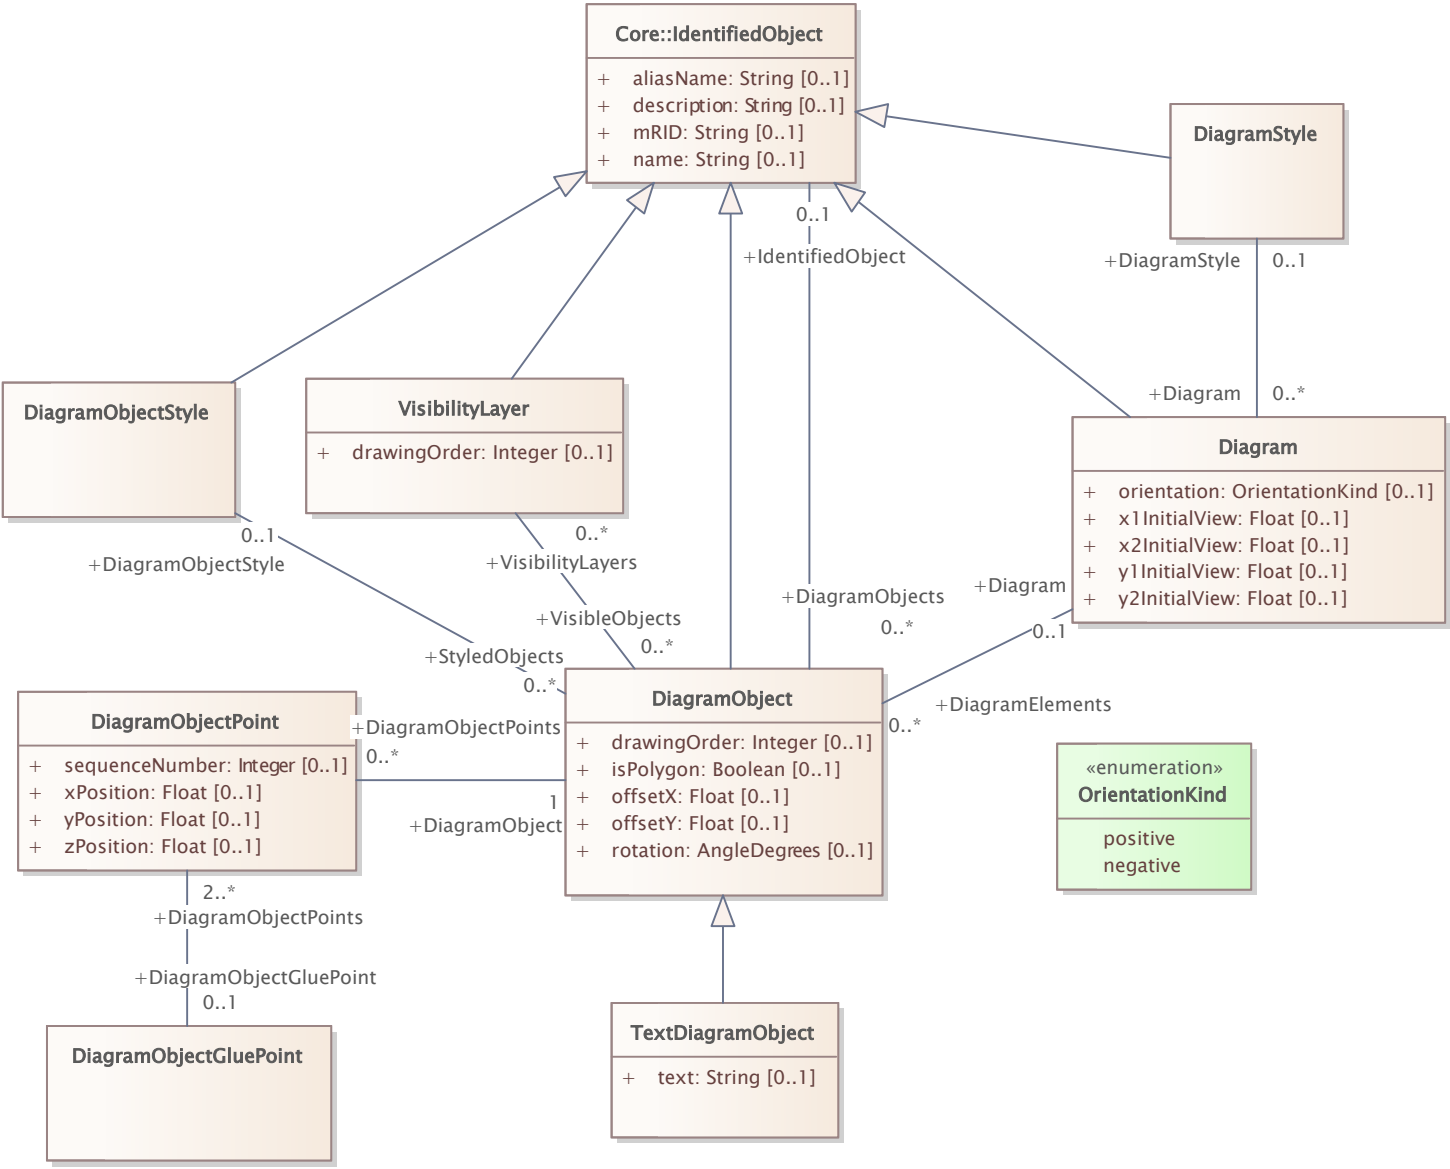 Core::IdentifiedObject
+ aliasName: String [0..1]
+ description: String [0..1]
+ mRID: String [0..1]
+ name: String [0..1]
DiagramStyle
0..1
+IdentifiedObject
+DiagramStyle
0..1
+Diagram
0..*
DiagramObjectStyle
VisibilityLayer
+ drawingOrder: Integer [0..1]
Diagram
+ orientation: OrientationKind [0..1]
+ x1InitialView: Float [0..1]
+ x2InitialView: Float [0..1]
+ y1InitialView: Float [0..1]
+ y2InitialView: Float [0..1]
0..1
+DiagramObjectStyle
0..*
+VisibilityLayers
+VisibleObjects
0..*
+StyledObjects
0..*
+DiagramObjects
0..*
+Diagram
0..1
+DiagramElements
0..*
DiagramObjectPoint
+ sequenceNumber: Integer [0..1]
+ xPosition: Float [0..1]
+ yPosition: Float [0..1]
+ zPosition: Float [0..1]
+DiagramObjectPoints
0..*
1
+DiagramObject
DiagramObject
+ drawingOrder: Integer [0..1]
+ isPolygon: Boolean [0..1]
+ offsetX: Float [0..1]
+ offsetY: Float [0..1]
+ rotation: AngleDegrees [0..1]
«enumeration»
OrientationKind
positive
negative
2..*
+DiagramObjectPoints
+DiagramObjectGluePoint
0..1
DiagramObjectGluePoint
TextDiagramObject
+ text: String [0..1]